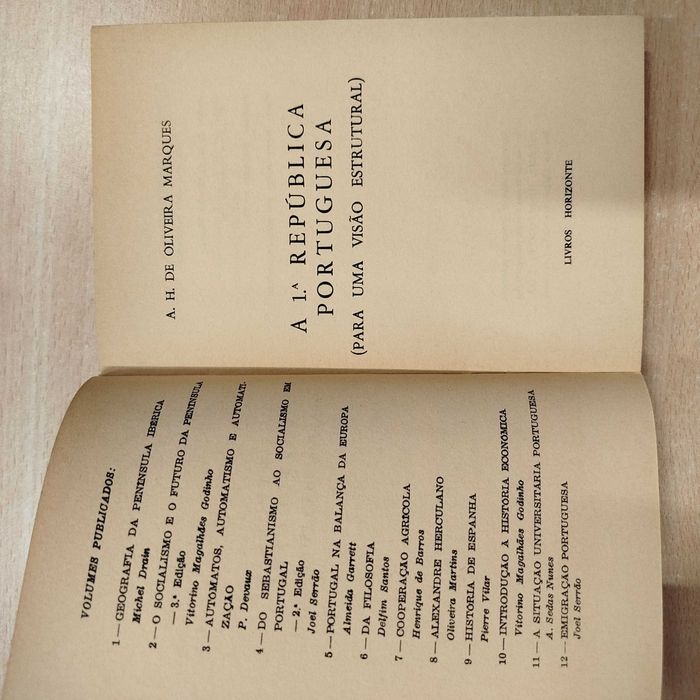 VOLUMES PUBLICADOS:
1 — GEOGRAFIA DA PENÍNSULA IBÉRICA
Michel Drain
2 — O SOCIALISMO E O FUTURO DA PENÍNSULA
— 3.ª Edição
Vitorino Magalhães Godinho
3 — AUTOMATOS, AUTOMATISMO E AUTOMATI-
ZAÇÃO
P. Devaux
4 — DO SEBASTIANISMO AO SOCIALISMO EM
PORTUGAL
— 2.ª Edição
Joel Serrão
5 — PORTUGAL NA BALANÇA DA EUROPA
Almeida Garrett
6 — DA FILOSOFIA
Delfim Santos
7 — COOPERAÇÃO AGRÍCOLA
Henrique de Barros
8 — ALEXANDRE HERCULANO
Oliveira Martins
9 — HISTÓRIA DE ESPANHA
Pierre Vilar
10 — INTRODUÇÃO À HISTÓRIA ECONÓMICA
Vitorino Magalhães Godinho
11 — A SITUAÇÃO UNIVERSITÁRIA PORTUGUESA
A. Sedas Nunes
12 — EMIGRAÇÃO PORTUGUESA
Joel Serrão
A. H. DE OLIVEIRA MARQUES
A 1.ª REPÚBLICA
PORTUGUESA
(PARA UMA VISÃO ESTRUTURAL)
LIVROS HORIZONTE